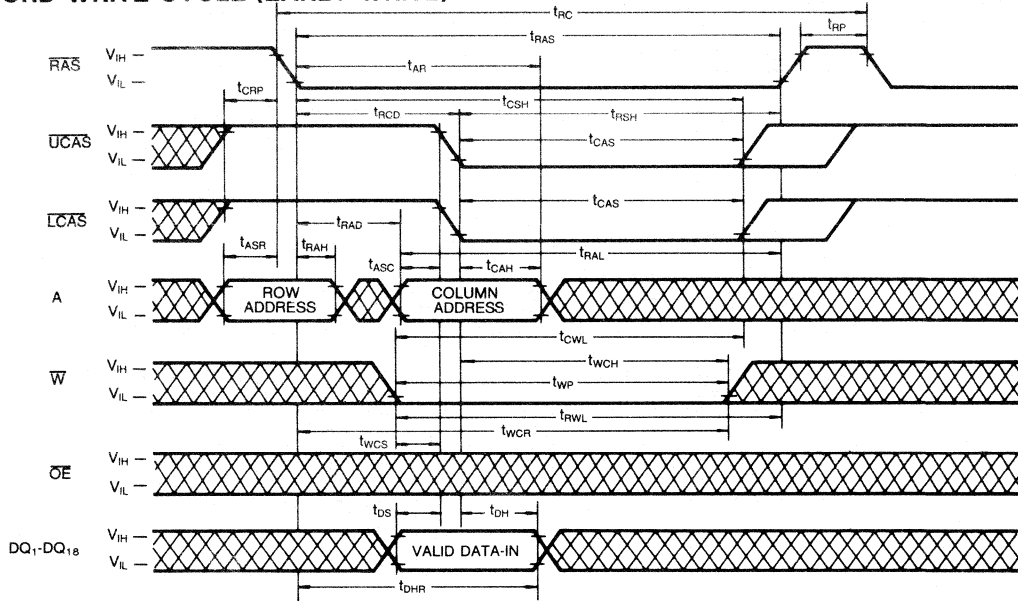 WRITE CYCLE (EARLY WRITE)
tRC
tRAS
tRP
RAS
VIH
VIL
tAR
tCRP
tCSH
tRCD
tRSH
UCAS
VIH
VIL
tCAS
LCAS
VIH
VIL
tCAS
tRAD
tRAL
tASR
tRAH
tASC
tCAH
A
VIH
VIL
ROW ADDRESS
COLUMN ADDRESS
tCWL
tWCH
W
VIH
VIL
tWP
tRWL
tWCR
tWCS
OE
VIH
VIL
tDS
tDH
DQ1-DQ18
VIH
VIL
VALID DATA-IN
tDHR